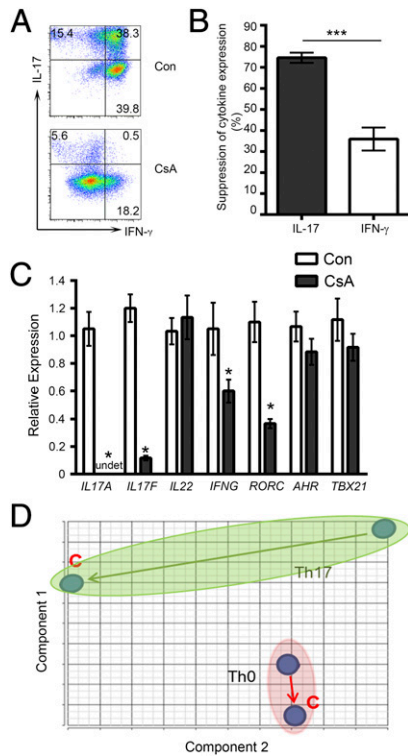 A
15.4 38.3
Con
39.8
IL-17
5.6 0.5
CsA
18.2
IFN-γ
B
***
Suppression of cytokine expression (%)
90
80
70
60
50
40
30
20
10
0
IL-17 IFN-γ
C
Con
CsA
Relative Expression
1.4
1.2
1.0
0.8
0.6
0.4
0.2
0
* undet
*
*
*
IL17A IL17F IL22 IFNG RORC AHR TBX21
D
C
Th17
Th0
C
Component 1
Component 2